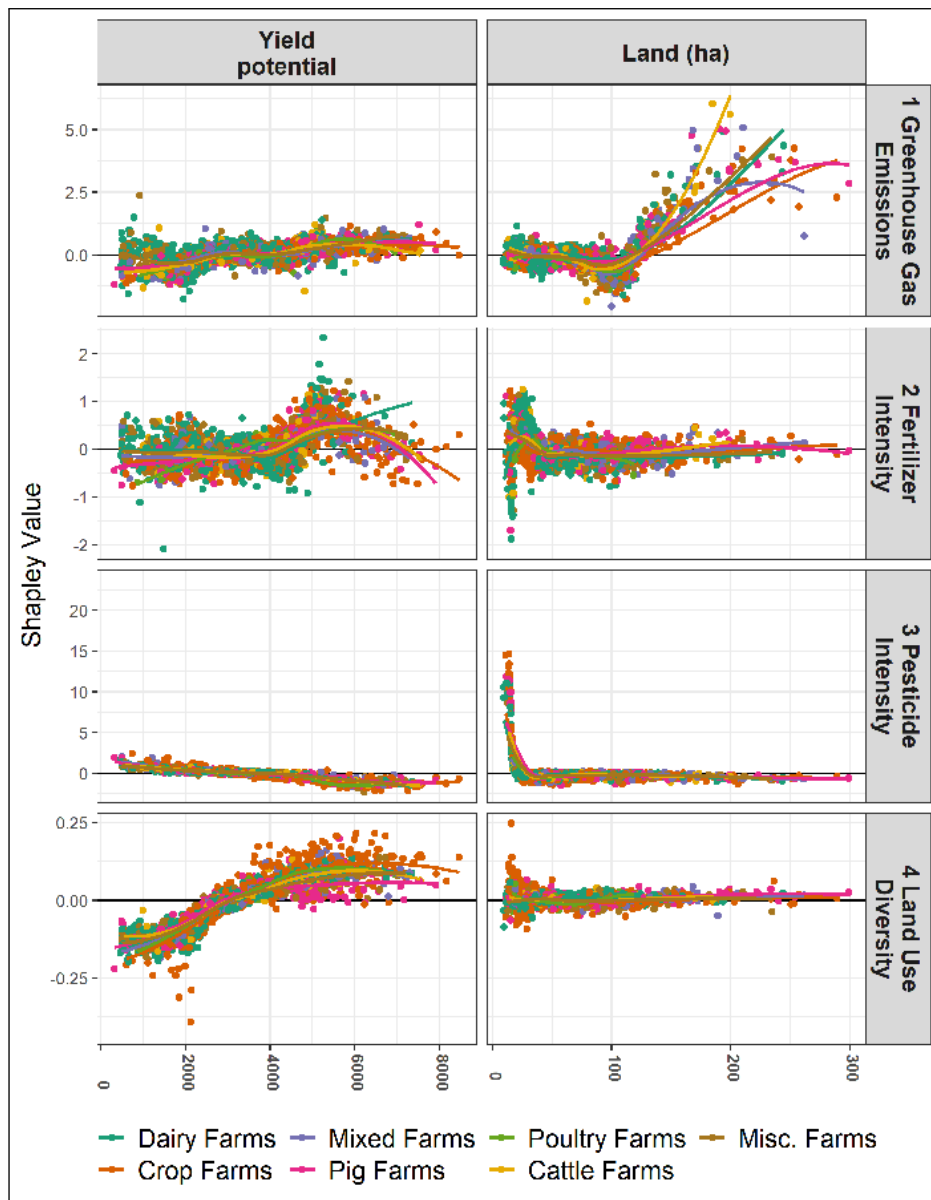 Yield
potential
Land (ha)
1 Greenhouse Gas
Emissions
5.0
2.5
0.0
2 Fertilizer
Intensity
2
1
0
-1
-2
Shapley Value
3 Pesticide
Intensity
20
15
10
5
0
4 Land Use
Diversity
0.25
0.00
-0.25
0
2000
4000
6000
8000
0
100
200
300
Dairy Farms
Mixed Farms
Poultry Farms
Misc. Farms
Crop Farms
Pig Farms
Cattle Farms